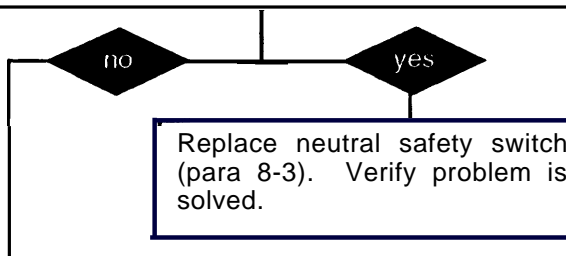 no yes
Replace neutral safety switch
(para 8-3). Verify problem is
solved.